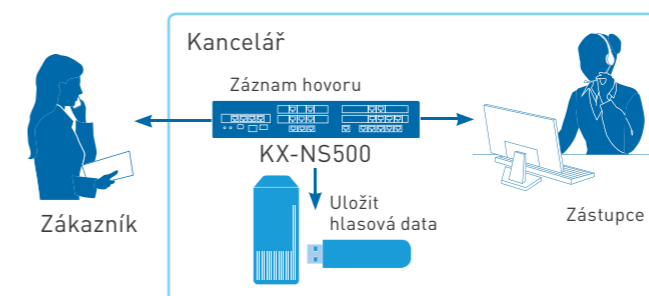 Kancelář
Záznam hovoru
KX-NS500
Zákazník
Uložit
hlasová data
Zástupce